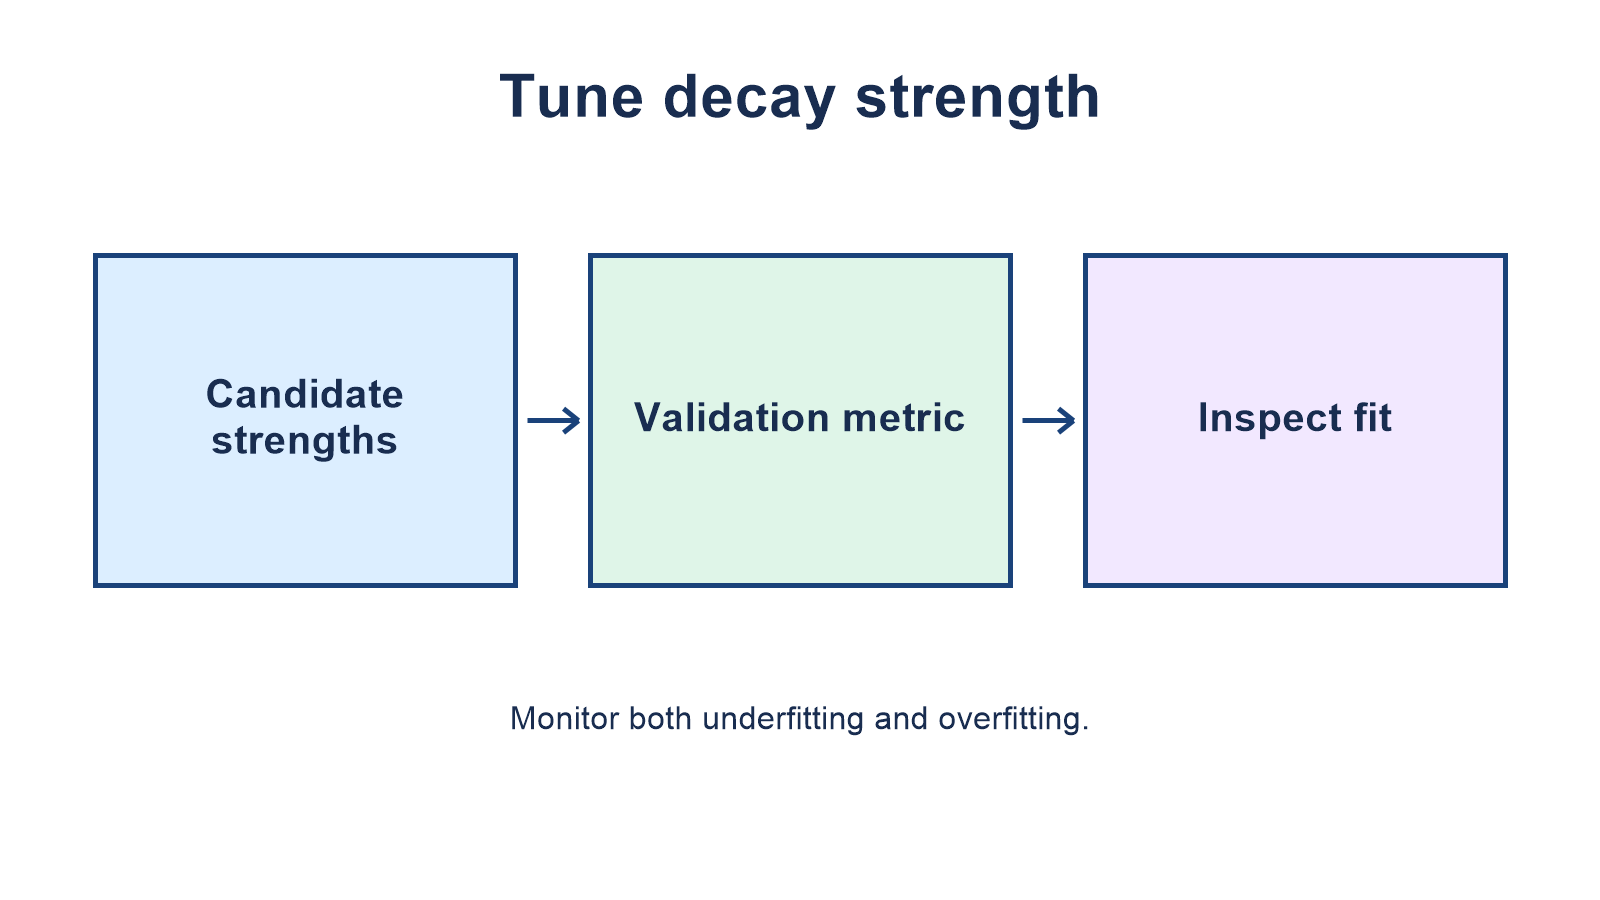 Tune decay strength
Candidate
strengths
Validation metric
Inspect fit
Monitor both underfitting and overfitting.